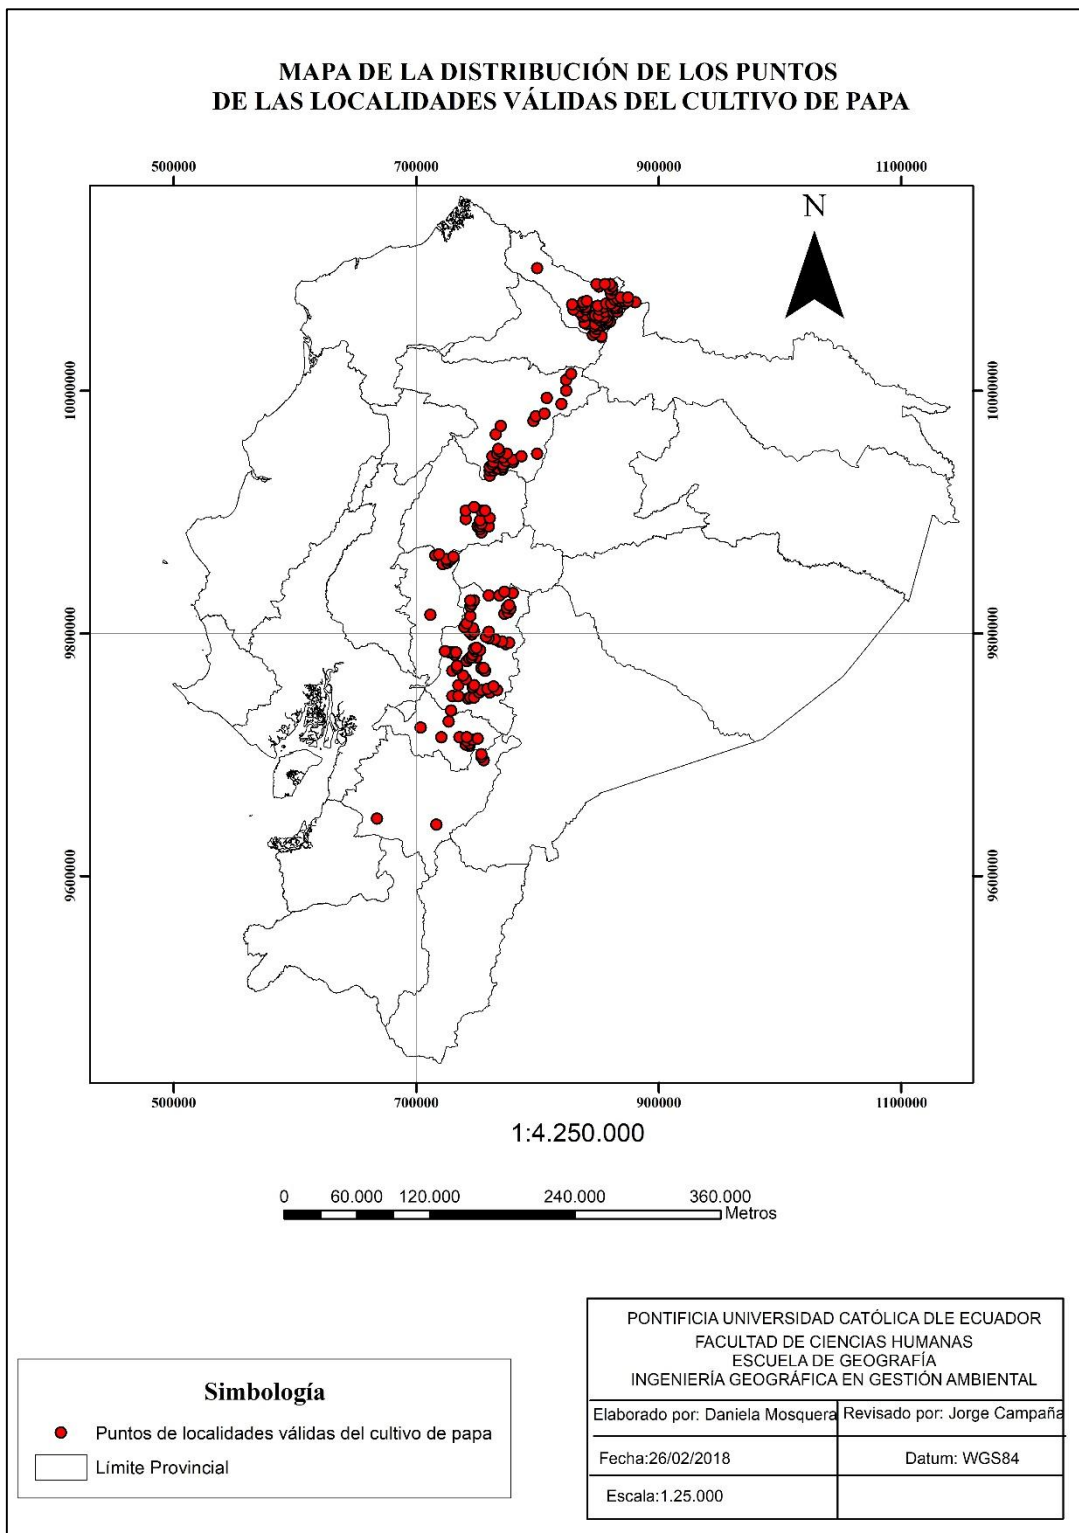 MAPA DE LA DISTRIBUCIÓN DE LOS PUNTOS
DE LAS LOCALIDADES VÁLIDAS DEL CULTIVO DE PAPA
500000 700000 900000 1100000
N
10000000 10000000
9800000 9800000
9600000 9600000
500000 700000 900000 1100000
1:4.250.000
0 60.000 120.000 240.000 360.000
Metros
Simbología
Puntos de localidades válidas del cultivo de papa
Límite Provincial
PONTIFICIA UNIVERSIDAD CATÓLICA DLE ECUADOR
FACULTAD DE CIENCIAS HUMANAS
ESCUELA DE GEOGRAFÍA
INGENIERÍA GEOGRÁFICA EN GESTIÓN AMBIENTAL
Elaborado por: Daniela Mosquera Revisado por: Jorge Campaña
Fecha:26/02/2018 Datum: WGS84
Escala:1.25.000